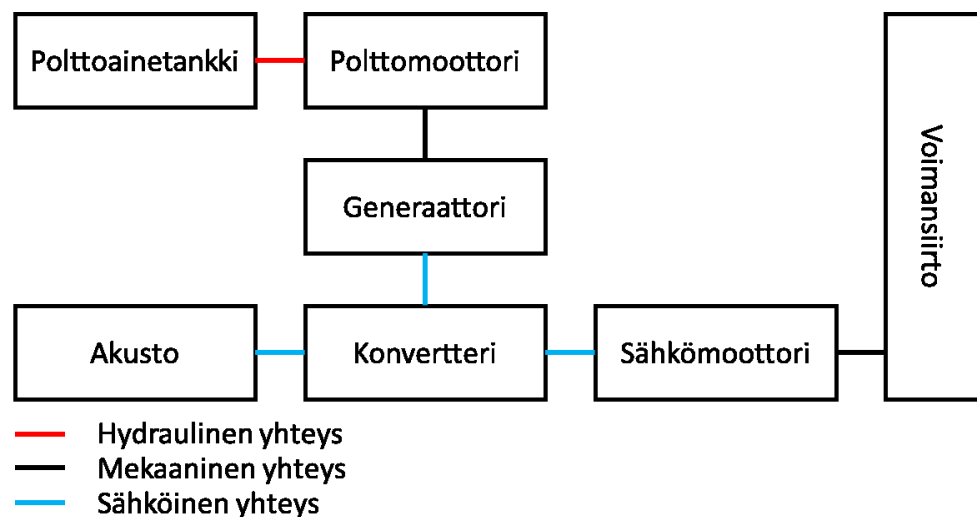 Polttoainetankki
Polttomoottori
Voimansiirto
Generaattori
Akusto
Konvertteri
Sähkömoottori
Hydraulinen yhteys
Mekaaninen yhteys
Sähköinen yhteys